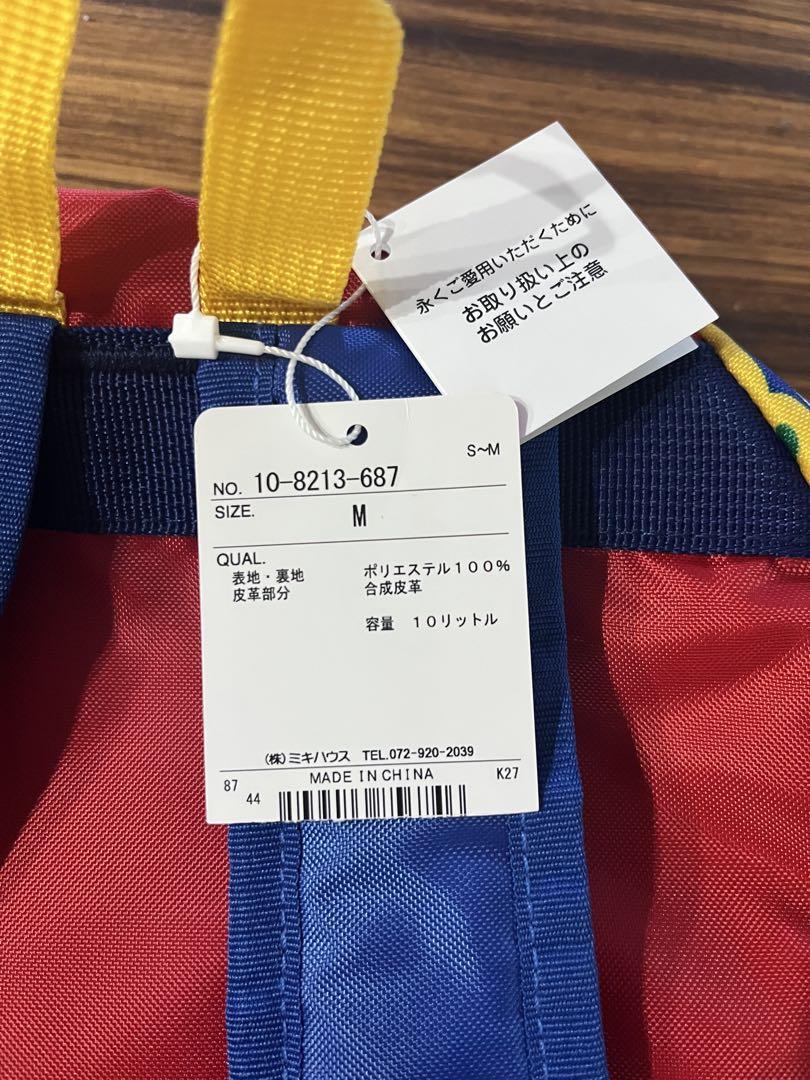 永くご愛用いただくために
お取り扱い上の
お願いとご注意
S~M
NO. 10-8213-687
SIZE. M
QUAL.
表地・裏地 ポリエステル100%
皮革部分 合成皮革
容量 10リットル
(株)ミキハウス TEL.072-920-2039
MADE IN CHINA
87 K27
44